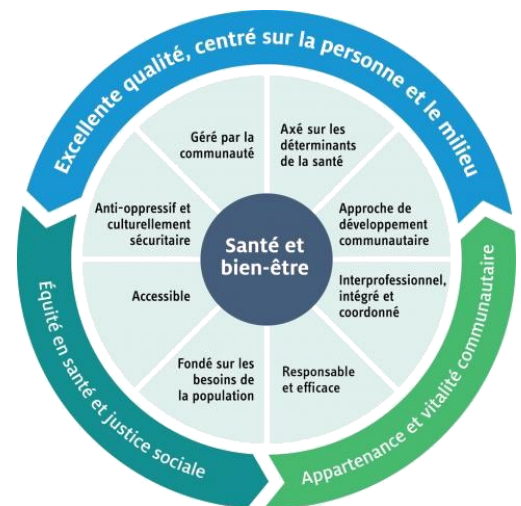 Excellente qualité, centré sur la personne et le milieu
Géré par la
communauté
Axé sur les
déterminants
de la santé
Anti-oppressif et
culturellement
sécuritaire
Approche de
développement
communautaire
Santé et
bien-être
Accessible
Interprofessionnel,
intégré et
coordonné
Fondé sur les
besoins de
la population
Responsable
et efficace
Équité en santé et justice sociale
Appartenance et vitalité communautaire